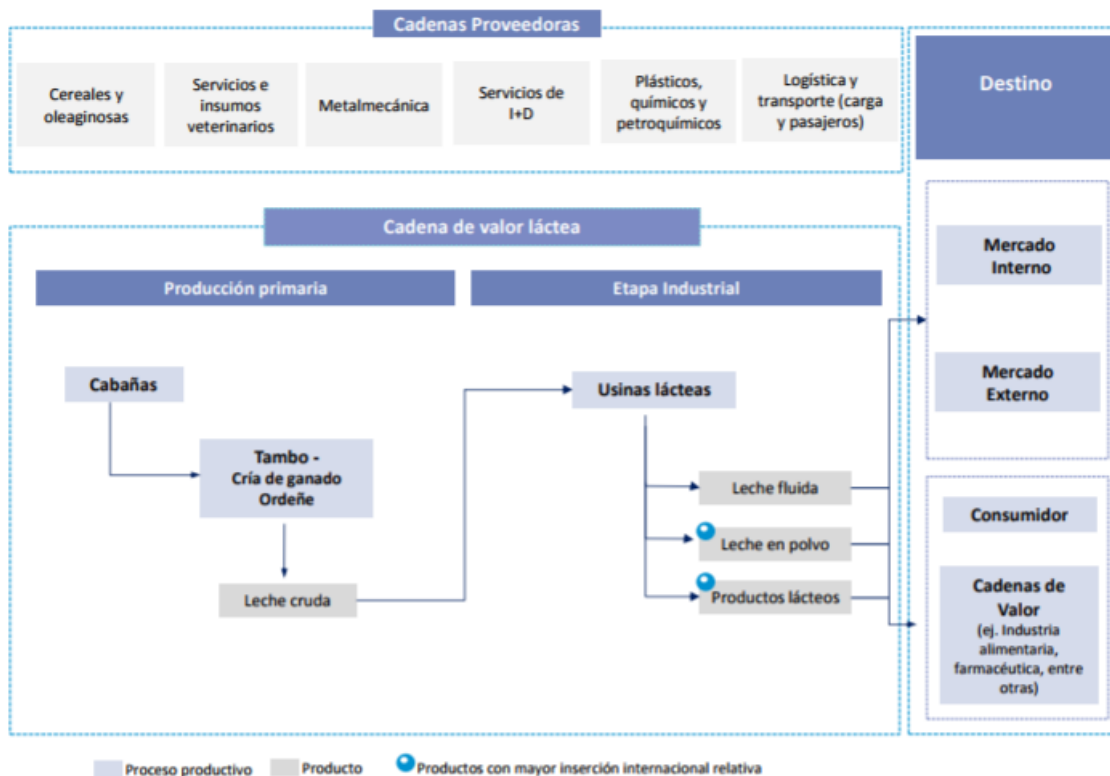 Cadenas Proveedoras
Cereales y
oleaginosas
Servicios e
insumos
veterinarios
Metalmecánica
Servicios de
I+D
Plásticos,
químicos y
petroquímicos
Logística y
transporte (carga
y pasajeros)
Destino
Cadena de valor láctea
Producción primaria
Etapa Industrial
Cabañas
Tambo -
Cría de ganado
Ordeñe
Leche cruda
Usinas lácteas
Leche fluida
Leche en polvo
Productos lácteos
Mercado
Interno
Mercado
Externo
Consumidor
Cadenas de
Valor
(ej. Industria
alimentaria,
farmacéutica, entre
otras)
Proceso productivo
Producto
Productos con mayor inserción internacional relativa